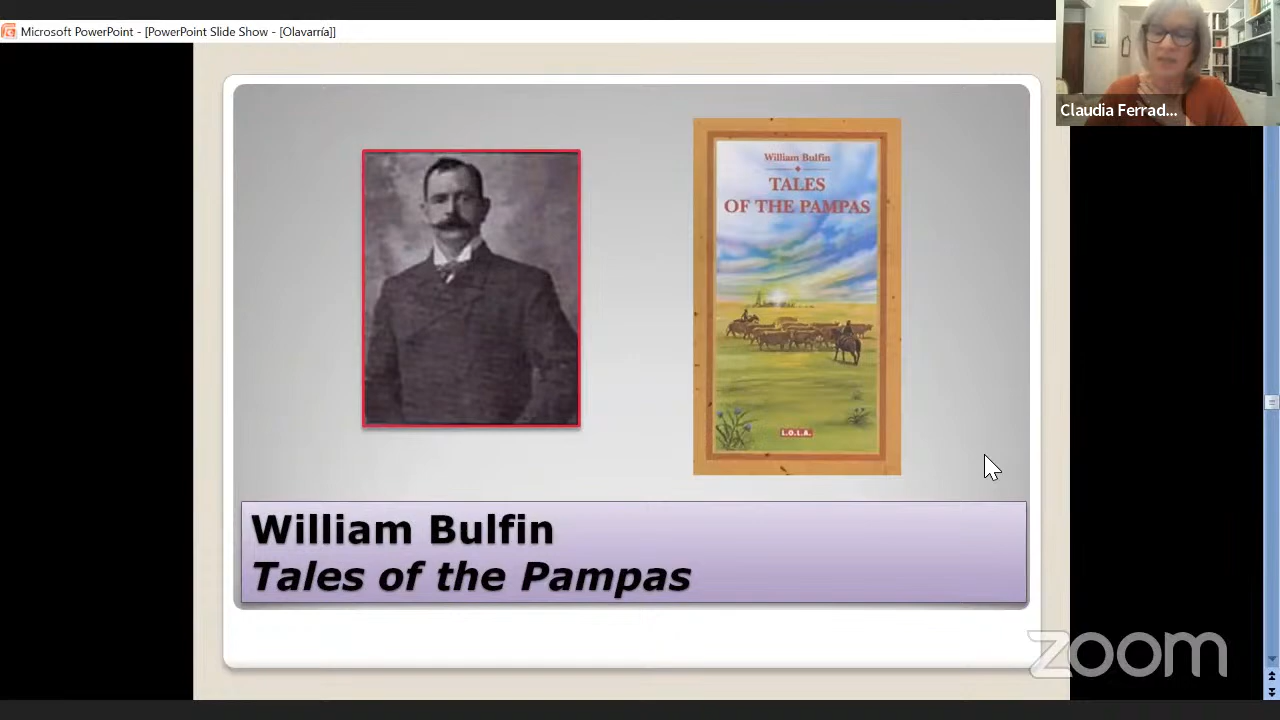 Microsoft PowerPoint - [PowerPoint Slide Show - [Olavarría]]
Claudia Ferrad...
William Bulfin
TALES
OF THE PAMPAS
L.O.L.A.
William Bulfin
Tales of the Pampas
zoom